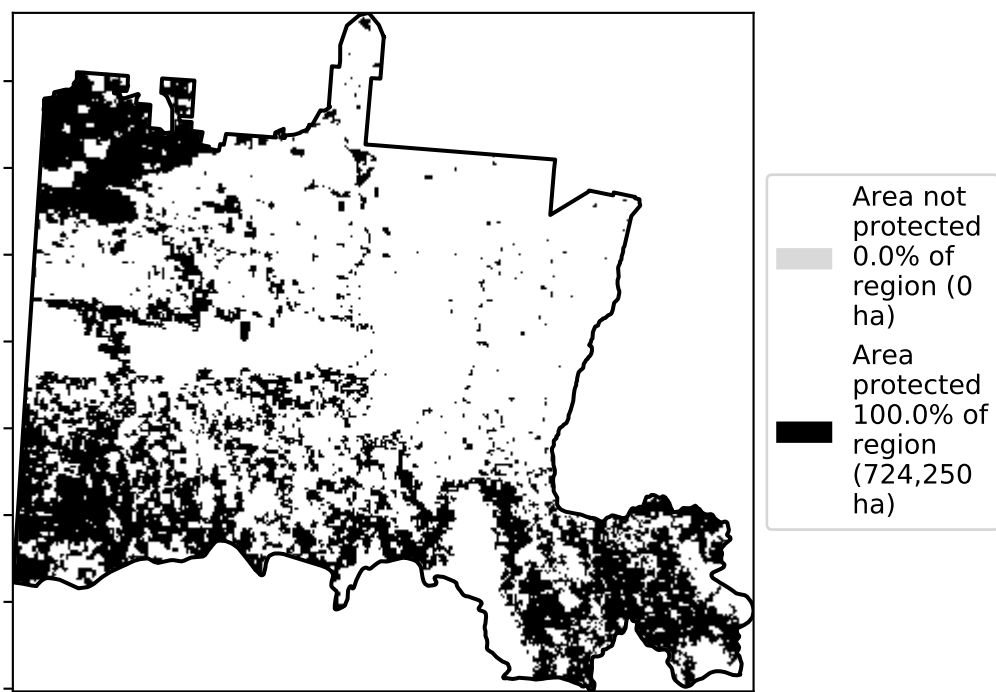 Area not
protected
0.0% of
region (0
ha)
Area
protected
100.0% of
region
(724,250
ha)